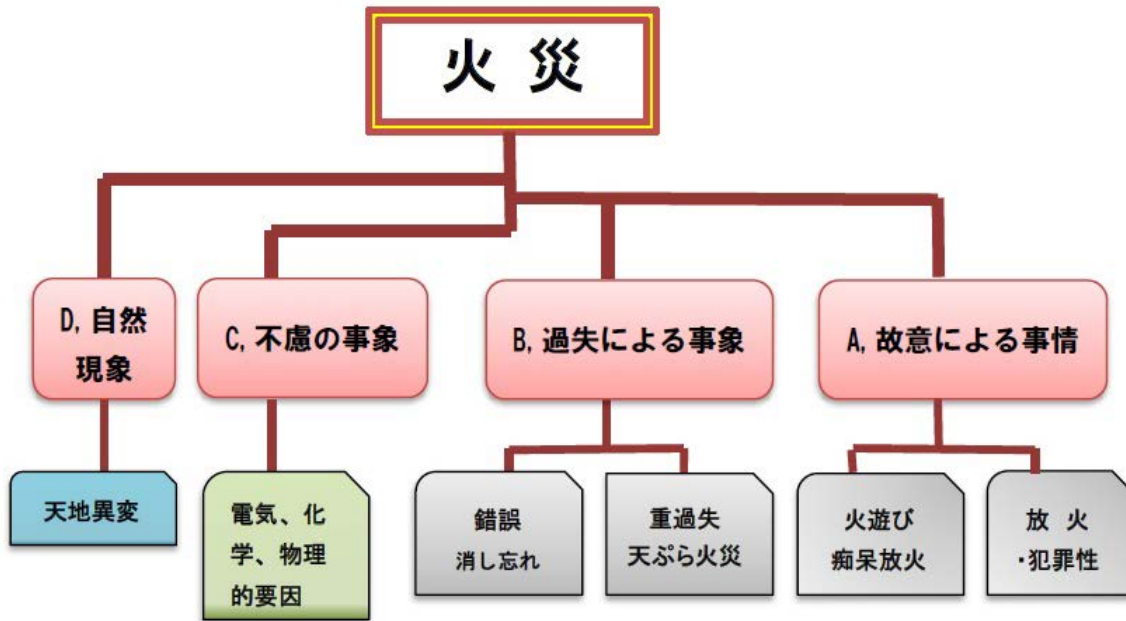 火 災
D, 自然
現象
C, 不慮の事象
B, 過失による事象
A, 故意による事情
天地異変
電気、化
学、物理
的要因
錯誤
消し忘れ
重過失
天ぷら火災
火遊び
痴呆放火
放 火
・犯罪性